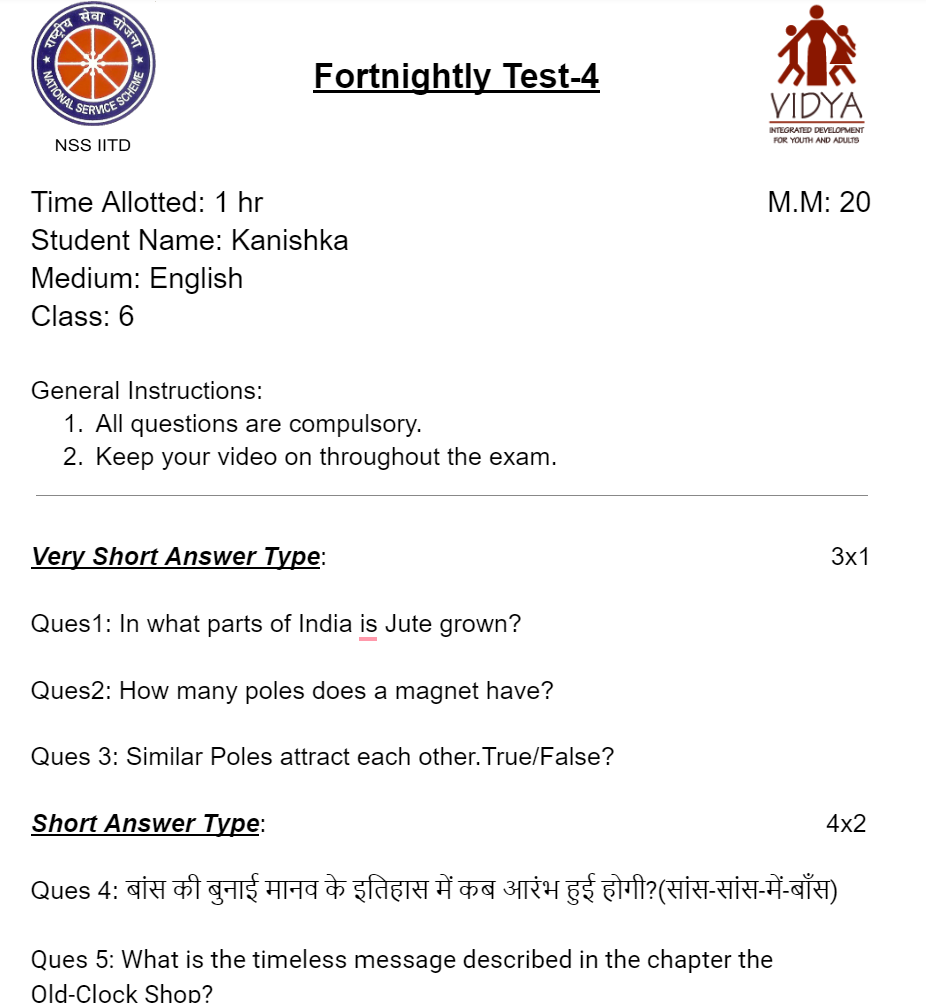 राष्ट्रीय सेवा योजना
NATIONAL SERVICE SCHEME
NSS IITD
Fortnightly Test-4
VIDYA
INTEGRATED DEVELOPMENT
FOR YOUTH AND ADULTS
Time Allotted: 1 hr M.M: 20
Student Name: Kanishka
Medium: English
Class: 6
General Instructions:
1. All questions are compulsory.
2. Keep your video on throughout the exam.
Very Short Answer Type: 3x1
Ques1: In what parts of India is Jute grown?
Ques2: How many poles does a magnet have?
Ques 3: Similar Poles attract each other.True/False?
Short Answer Type: 4x2
Ques 4: बांस की बुनाई मानव के इतिहास में कब आरंभ हुई होगी?(सांस-सांस-में-बाँस)
Ques 5: What is the timeless message described in the chapter the
Old-Clock Shop?